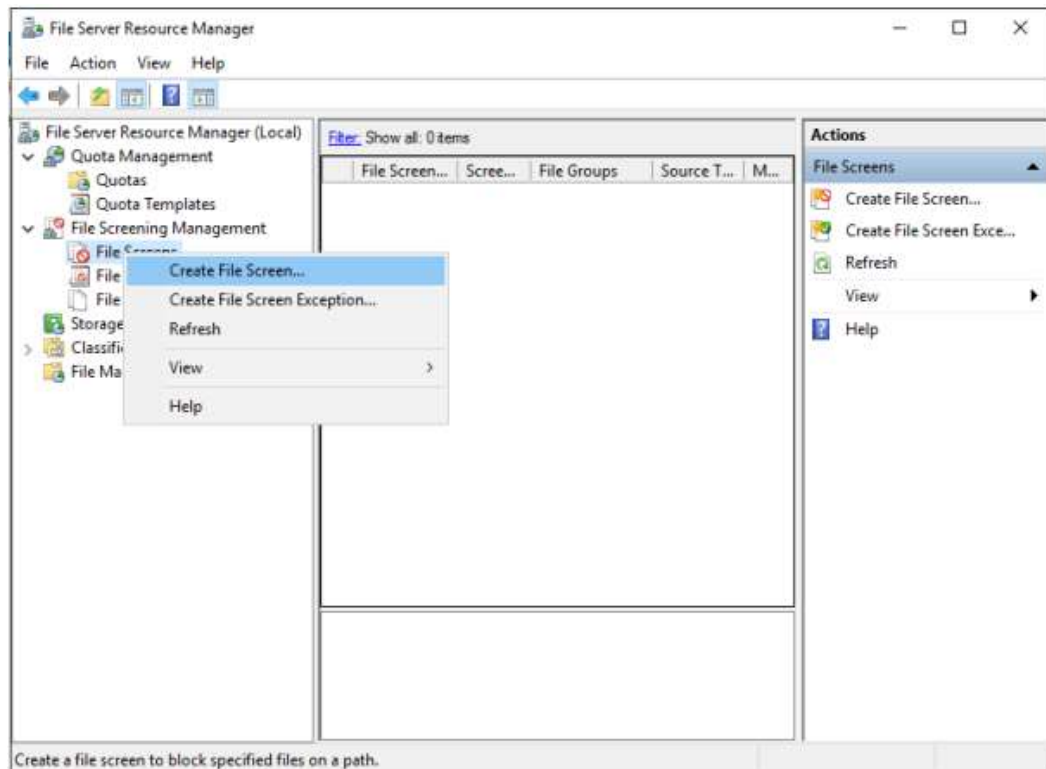 File Server Resource Manager
File Action View Help
File Server Resource Manager (Local)
Quota Management
Quotas
Quota Templates
File Screening Management
File Screens
File
File
Storage
Classifi
File Ma
Create File Screen...
Create File Screen Exception...
Refresh
View
Help
Filter: Show all: 0 items
File Screen... Scree... File Groups Source T... M...
Actions
File Screens
Create File Screen...
Create File Screen Exce...
Refresh
View
Help
Create a file screen to block specified files on a path.